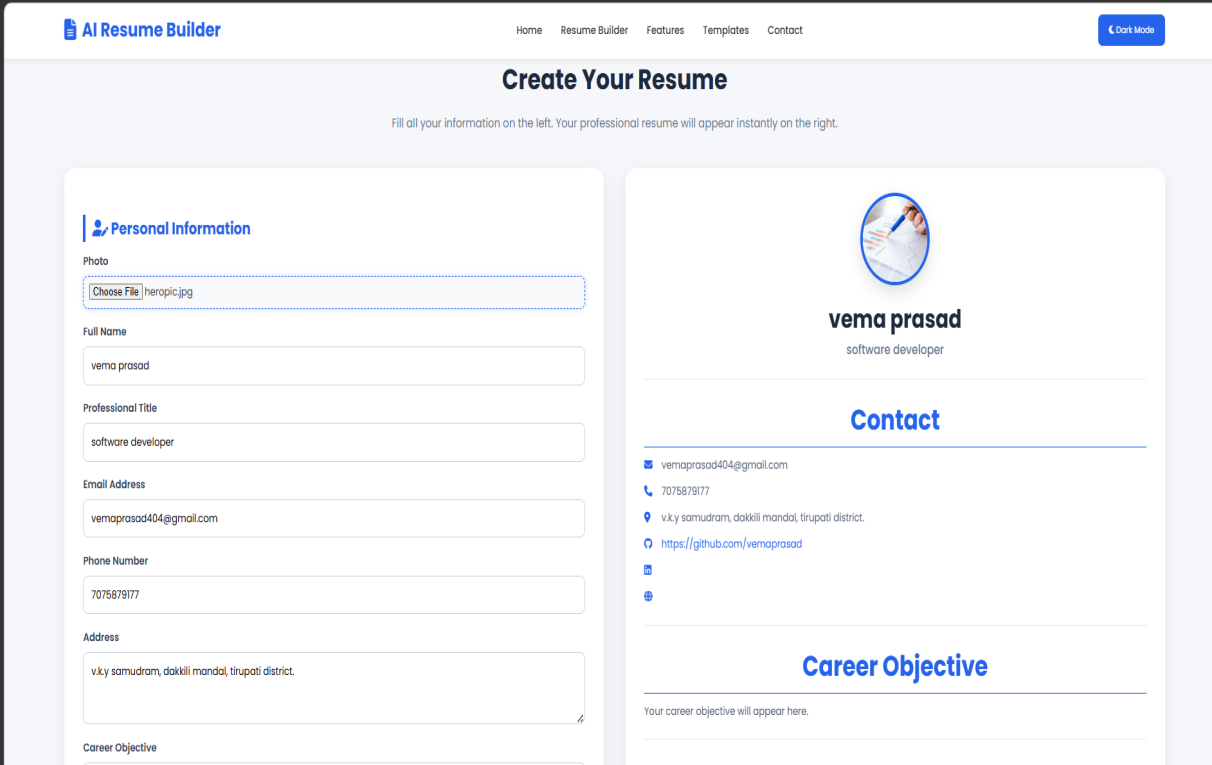 AI Resume Builder
Home Resume Builder Features Templates Contact
Dark Mode
Create Your Resume
Fill all your information on the left. Your professional resume will appear instantly on the right.
Personal Information
Photo
Choose File heropic.jpg
Full Name
vema prasad
Professional Title
software developer
Email Address
vemaprasad404@gmail.com
Phone Number
7075879177
Address
v.k.y samudram, dakkili mandal, tirupati district.
Career Objective
vema prasad
software developer
Contact
vemaprasad404@gmail.com
7075879177
v.k.y samudram, dakkili mandal, tirupati district.
https://github.com/vemaprasad
Career Objective
Your career objective will appear here.